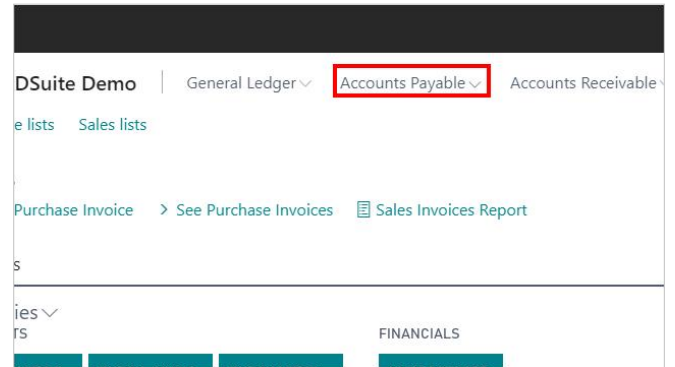 DSuite Demo General Ledger Accounts Payable Accounts Receivable
e lists Sales lists
Purchase Invoice > See Purchase Invoices Sales Invoices Report
s
ies
TS FINANCIALS